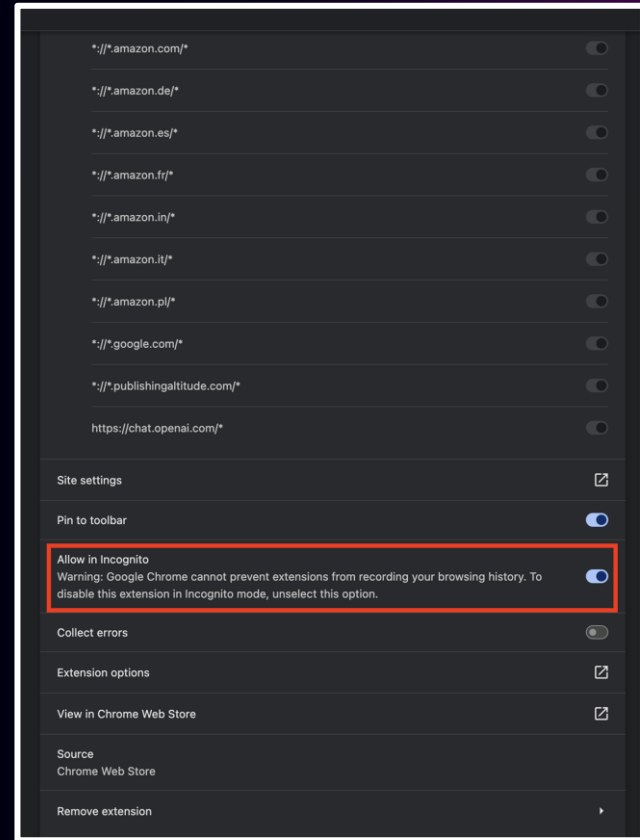 *://*.amazon.com/*
*://*.amazon.de/*
*://*.amazon.es/*
*://*.amazon.fr/*
*://*.amazon.in/*
*://*.amazon.it/*
*://*.amazon.pl/*
*://*.google.com/*
*://*.publishingaltitude.com/*
https://chat.openai.com/*
Site settings
Pin to toolbar
Allow in Incognito
Warning: Google Chrome cannot prevent extensions from recording your browsing history. To
disable this extension in Incognito mode, unselect this option.
Collect errors
Extension options
View in Chrome Web Store
Source
Chrome Web Store
Remove extension